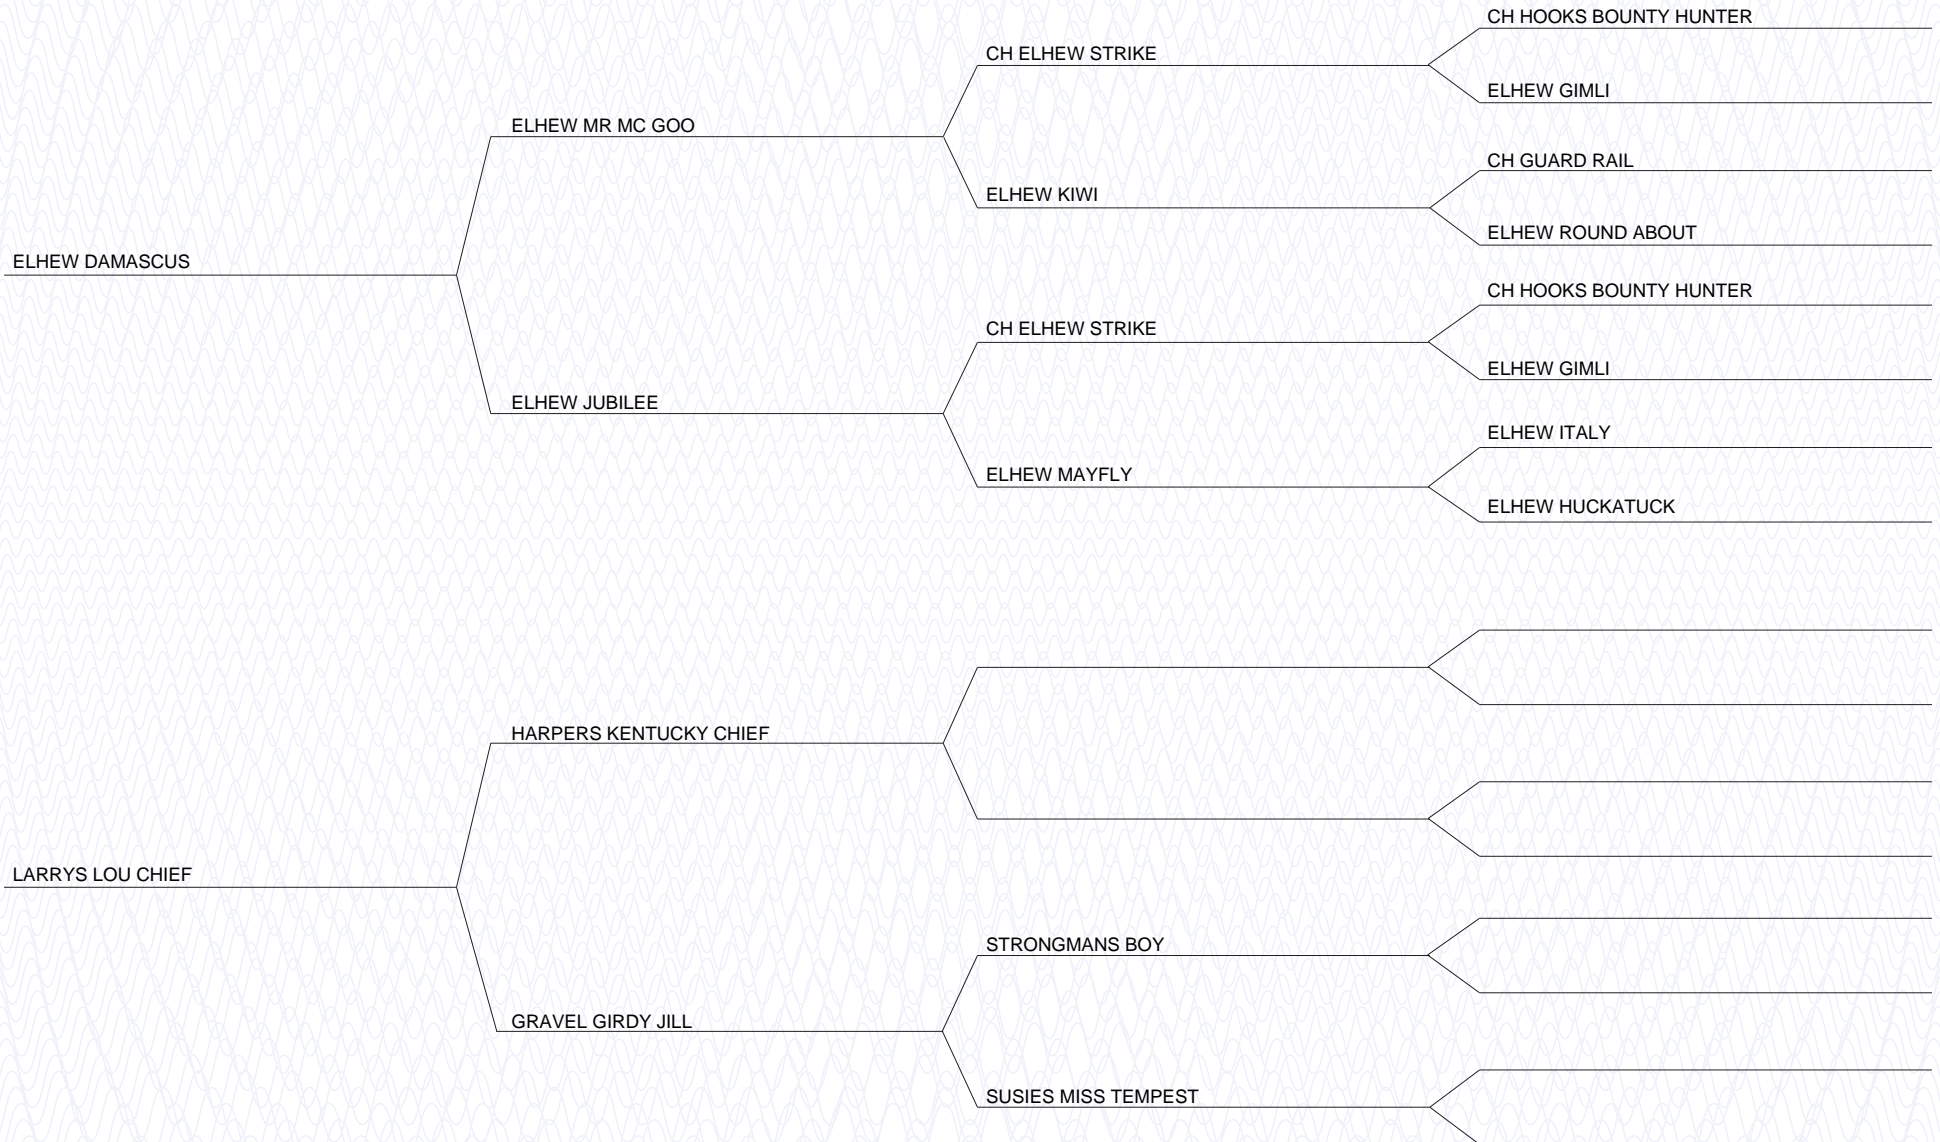 CH HOOKS BOUNTY HUNTER
CH ELHEW STRIKE
ELHEW GIMLI
ELHEW MR MC GOO
CH GUARD RAIL
ELHEW KIWI
ELHEW ROUND ABOUT
ELHEW DAMASCUS
CH HOOKS BOUNTY HUNTER
CH ELHEW STRIKE
ELHEW GIMLI
ELHEW JUBILEE
ELHEW ITALY
ELHEW MAYFLY
ELHEW HUCKATUCK
HARPERS KENTUCKY CHIEF
LARRYS LOU CHIEF
STRONGMANS BOY
GRAVEL GIRDY JILL
SUSIES MISS TEMPEST